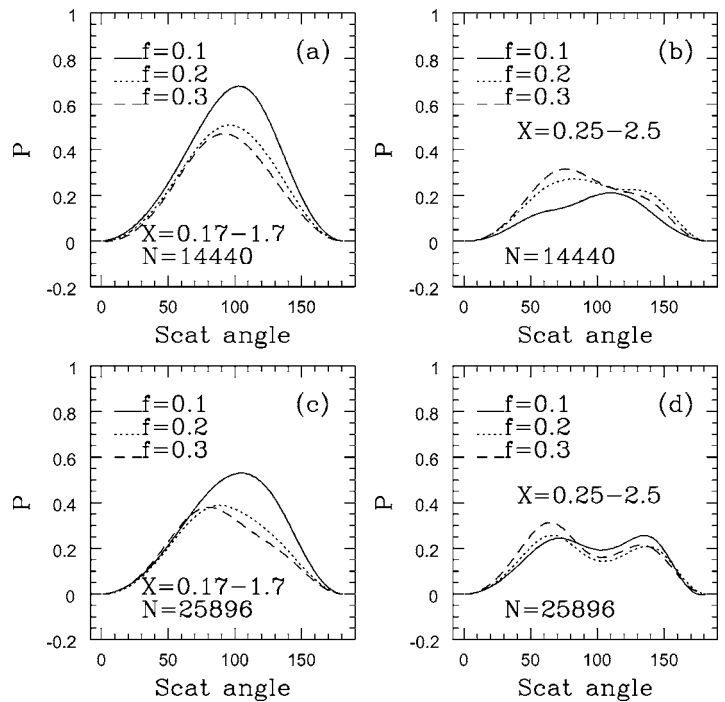 1
0.8
0.6
0.4
0.2
0
-0.2
P
f=0.1
f=0.2
f=0.3
(a)
X=0.17-1.7
N=14440
0 50 100 150
Scat angle
1
0.8
0.6
0.4
0.2
0
-0.2
P
f=0.1
f=0.2
f=0.3
(b)
X=0.25-2.5
N=14440
0 50 100 150
Scat angle
1
0.8
0.6
0.4
0.2
0
-0.2
P
f=0.1
f=0.2
f=0.3
(c)
X=0.17-1.7
N=25896
0 50 100 150
Scat angle
1
0.8
0.6
0.4
0.2
0
-0.2
P
f=0.1
f=0.2
f=0.3
(d)
X=0.25-2.5
N=25896
0 50 100 150
Scat angle